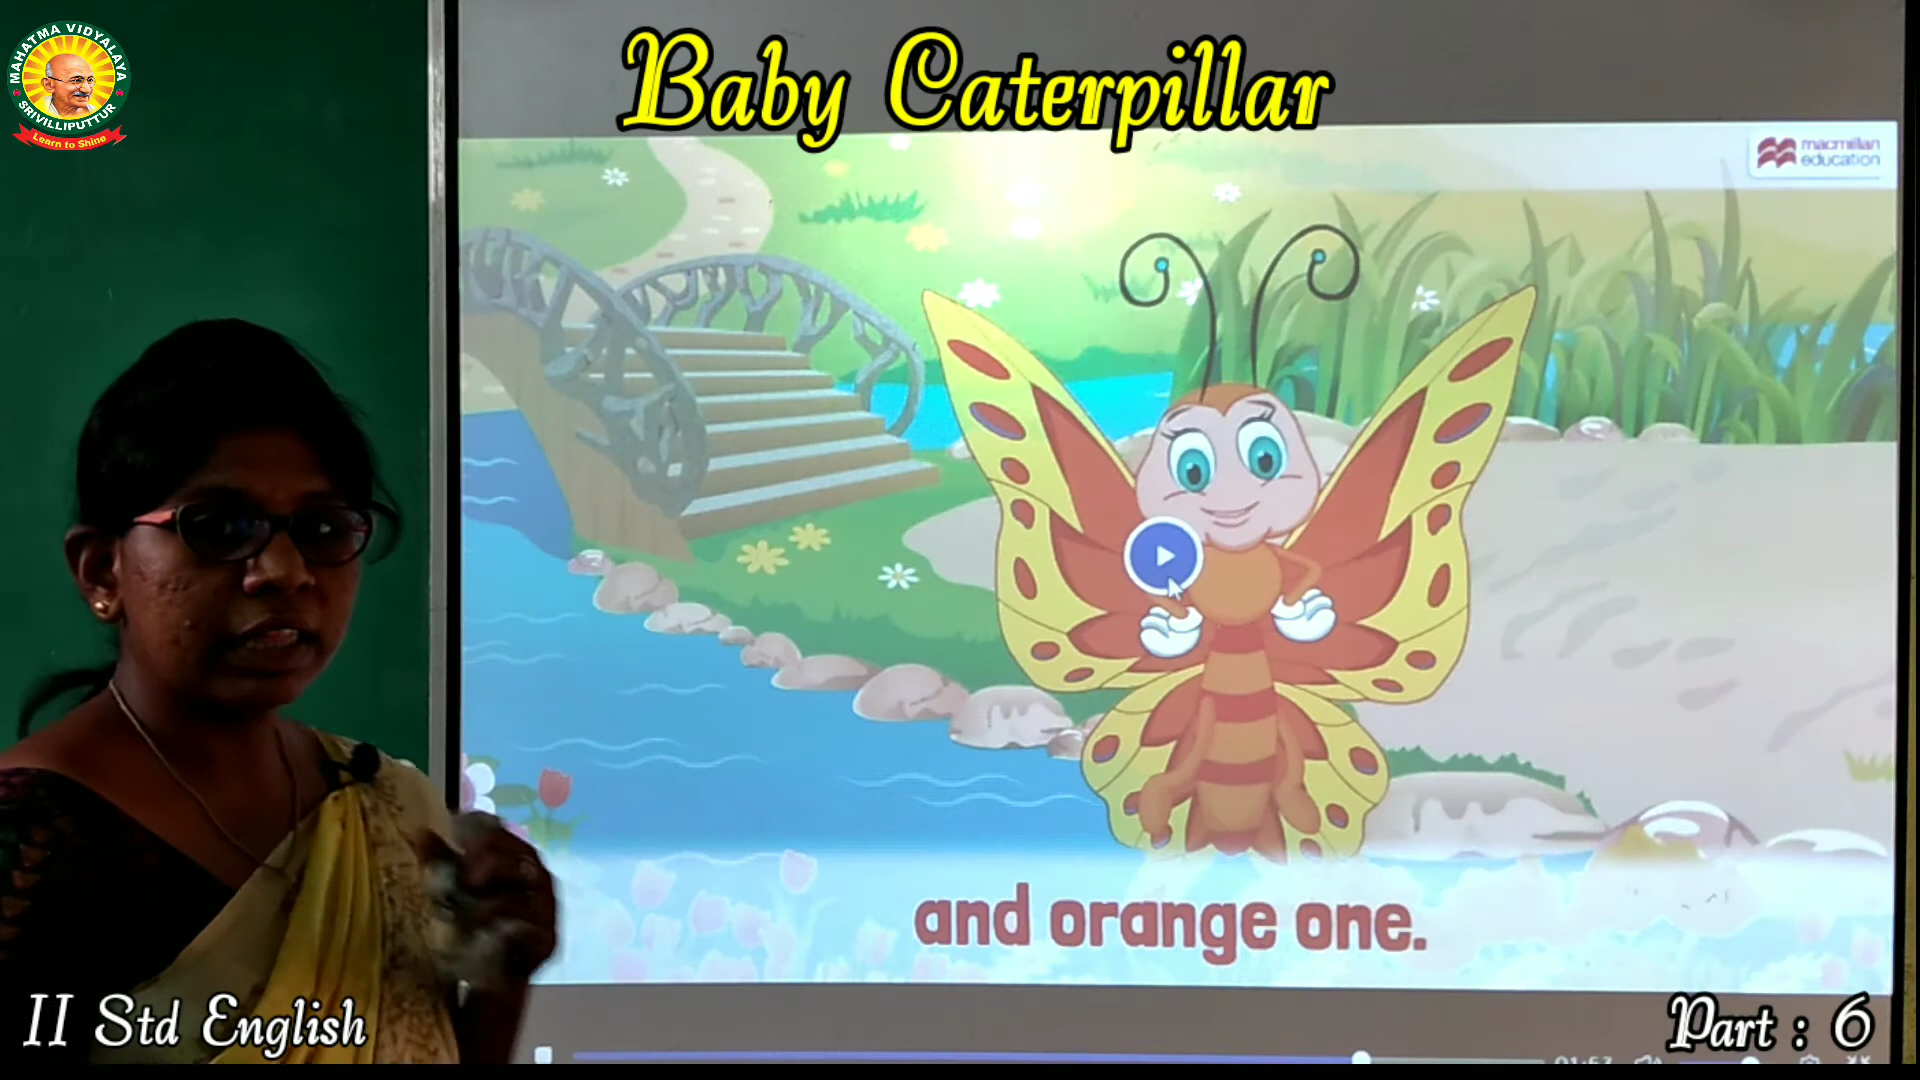 MAHATMA VIDYALAYA
SRIVILLIPUTTUR
Learn to Shine
Baby Caterpillar
macmillan
education
and orange one.
II Std English
Part : 6